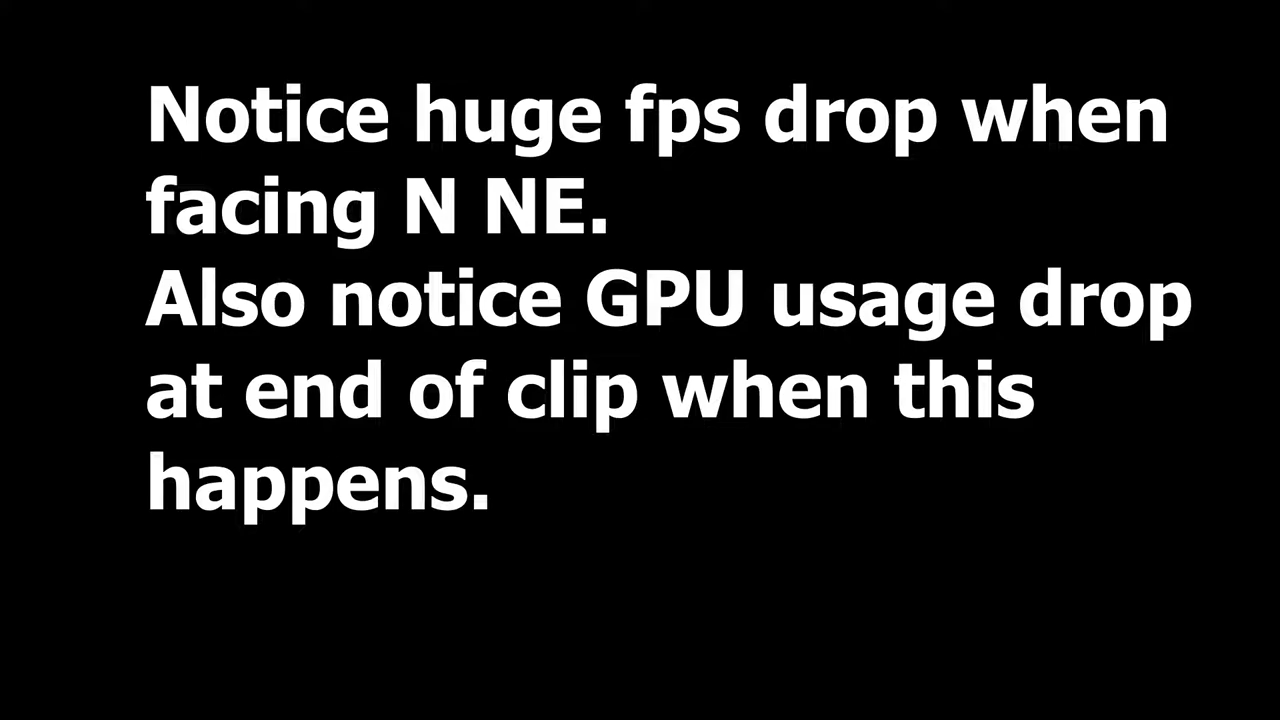 Notice huge fps drop when
facing N NE.
Also notice GPU usage drop
at end of clip when this
happens.